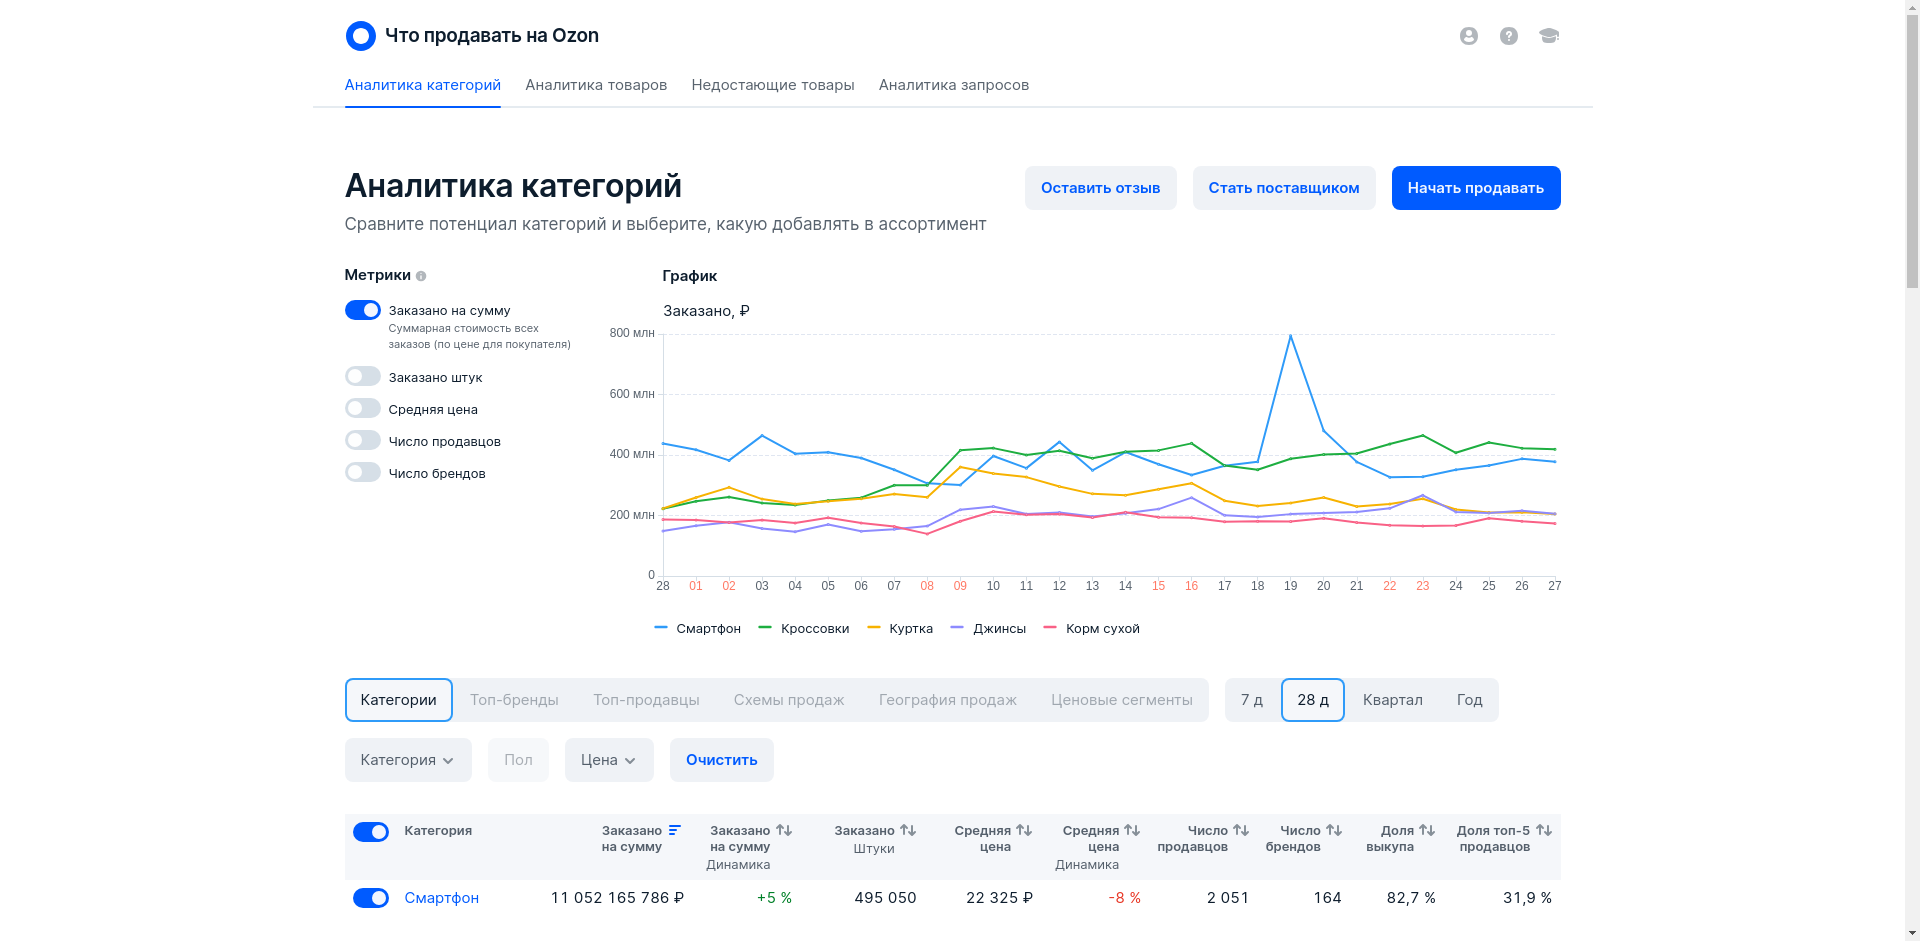 Что продавать на Ozon
Аналитика категорий Аналитика товаров Недостающие товары Аналитика запросов
Аналитика категорий
Оставить отзыв Стать поставщиком Начать продавать
Сравните потенциал категорий и выберите, какую добавлять в ассортимент
Метрики
Заказано на сумму
Суммарная стоимость всех
заказов (по цене для покупателя)
Заказано штук
Средняя цена
Число продавцов
Число брендов
График
Заказано, ₽
800 млн
600 млн
400 млн
200 млн
0
28 01 02 03 04 05 06 07 08 09 10 11 12 13 14 15 16 17 18 19 20 21 22 23 24 25 26 27
Смартфон Кроссовки Куртка Джинсы Корм сухой
Категории Топ-бренды Топ-продавцы Схемы продаж География продаж Ценовые сегменты 7 д 28 д Квартал Год
Категория Пол Цена Очистить
Категория Заказано Заказано Заказано Средняя Средняя Число Число Доля Доля топ-5
на сумму на сумму Штуки цена цена продавцов брендов выкупа продавцов
Динамика Динамика
Смартфон 11 052 165 786 ₽ +5 % 495 050 22 325 ₽ -8 % 2 051 164 82,7 % 31,9 %